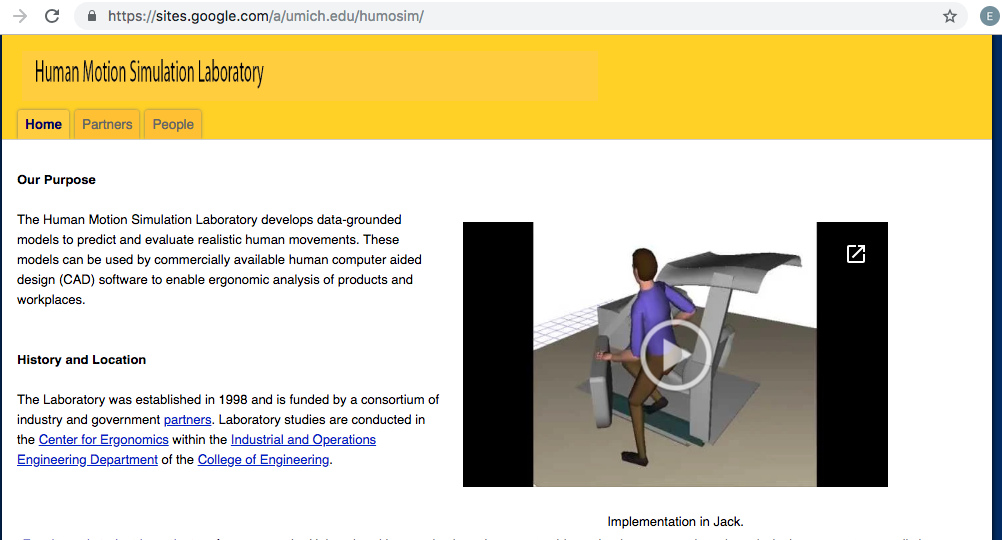 https://sites.google.com/a/umich.edu/humosim/
E
Human Motion Simulation Laboratory
Home Partners People
Our Purpose
The Human Motion Simulation Laboratory develops data-grounded
models to predict and evaluate realistic human movements. These
models can be used by commercially available human computer aided
design (CAD) software to enable ergonomic analysis of products and
workplaces.
History and Location
The Laboratory was established in 1998 and is funded by a consortium of
industry and government partners. Laboratory studies are conducted in
the Center for Ergonomics within the Industrial and Operations
Engineering Department of the College of Engineering.
Implementation in Jack.